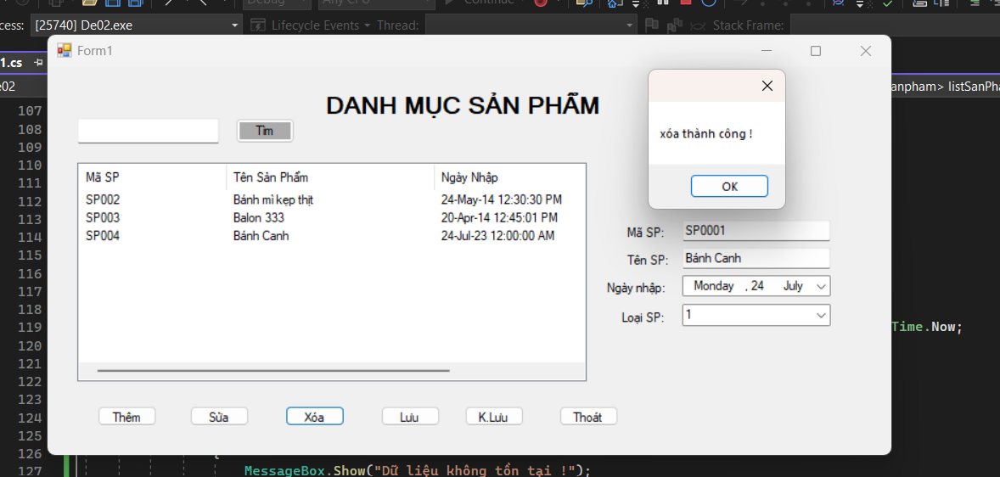 Debug
Any CPU
Continue
cess: [25740] De02.exe
Lifecycle Events
Thread:
Stack Frame:
1.cs
Form1
e02
anpham> listSanPha
DANH MỤC SẢN PHẨM
Tìm
xóa thành công !
OK
Mã SP
Tên Sản Phẩm
Ngày Nhập
SP002
Bánh mì kẹp thịt
24-May-14 12:30:30 PM
SP003
Balon 333
20-Apr-14 12:45:01 PM
SP004
Bánh Canh
24-Jul-23 12:00:00 AM
Mã SP:
SP0001
Tên SP:
Bánh Canh
Ngày nhập:
Monday , 24 July
Loại SP:
1
Thêm
Sửa
Xóa
Lưu
K.Lưu
Thoát
107
108
109
110
111
112
113
114
115
116
117
118
119
Time.Now;
120
121
122
123
124
125
126
{
127
MessageBox.Show("Dữ liệu không tồn tại !");